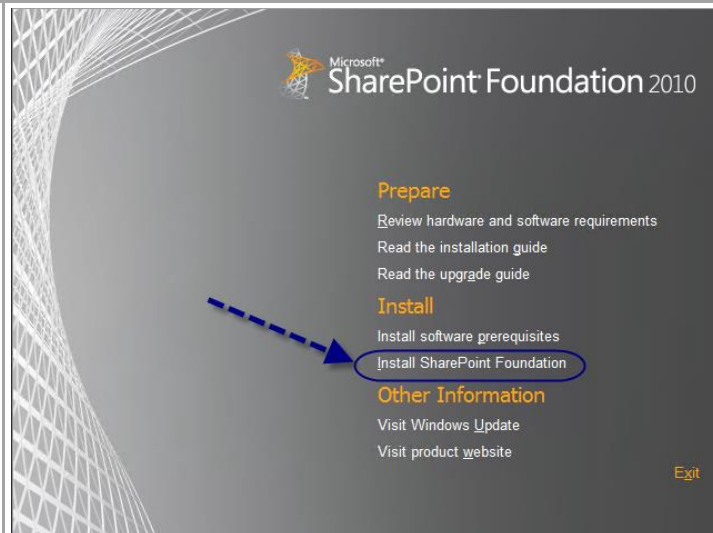 Microsoft®
SharePoint Foundation 2010
Prepare
Review hardware and software requirements
Read the installation guide
Read the upgrade guide
Install
Install software prerequisites
Install SharePoint Foundation
Other Information
Visit Windows Update
Visit product website
Exit